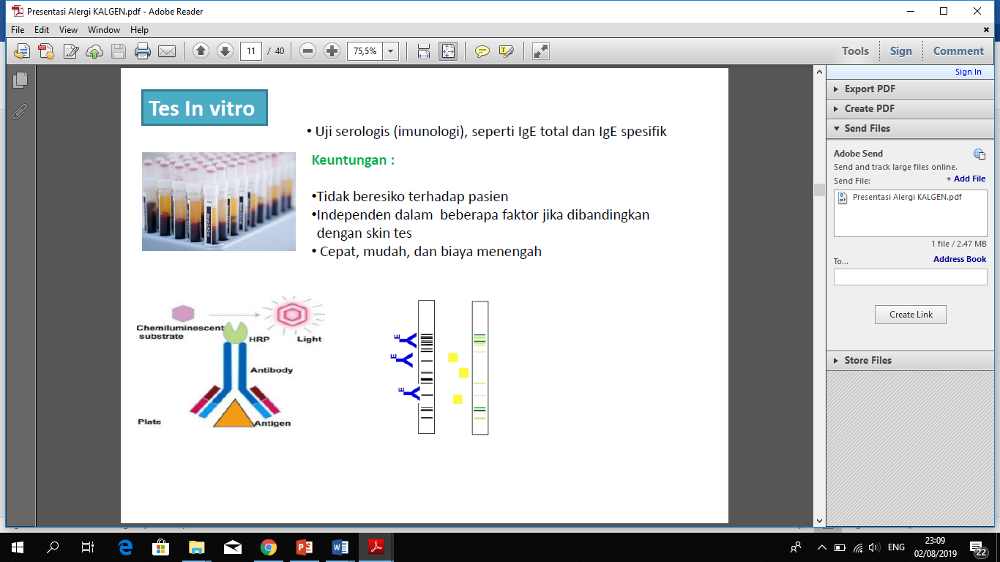 Presentasi Alergi KALGEN.pdf - Adobe Reader
File Edit View Window Help
11 / 40 75,5% Tools Sign Comment
Sign In
Export PDF
Create PDF
Send Files
Adobe Send
Send and track large files online.
Send File: + Add File
Presentasi Alergi KALGEN.pdf
1 file / 2.47 MB
To... Address Book
Create Link
Store Files
Tes In vitro
• Uji serologis (imunologi), seperti IgE total dan IgE spesifik
Keuntungan :
•Tidak beresiko terhadap pasien
•Independen dalam beberapa faktor jika dibandingkan
dengan skin tes
• Cepat, mudah, dan biaya menengah
Chemiluminescent
substrate
HRP Light
Antibody
Plate Antigen
E
E
E
ENG
23:09
02/08/2019
22